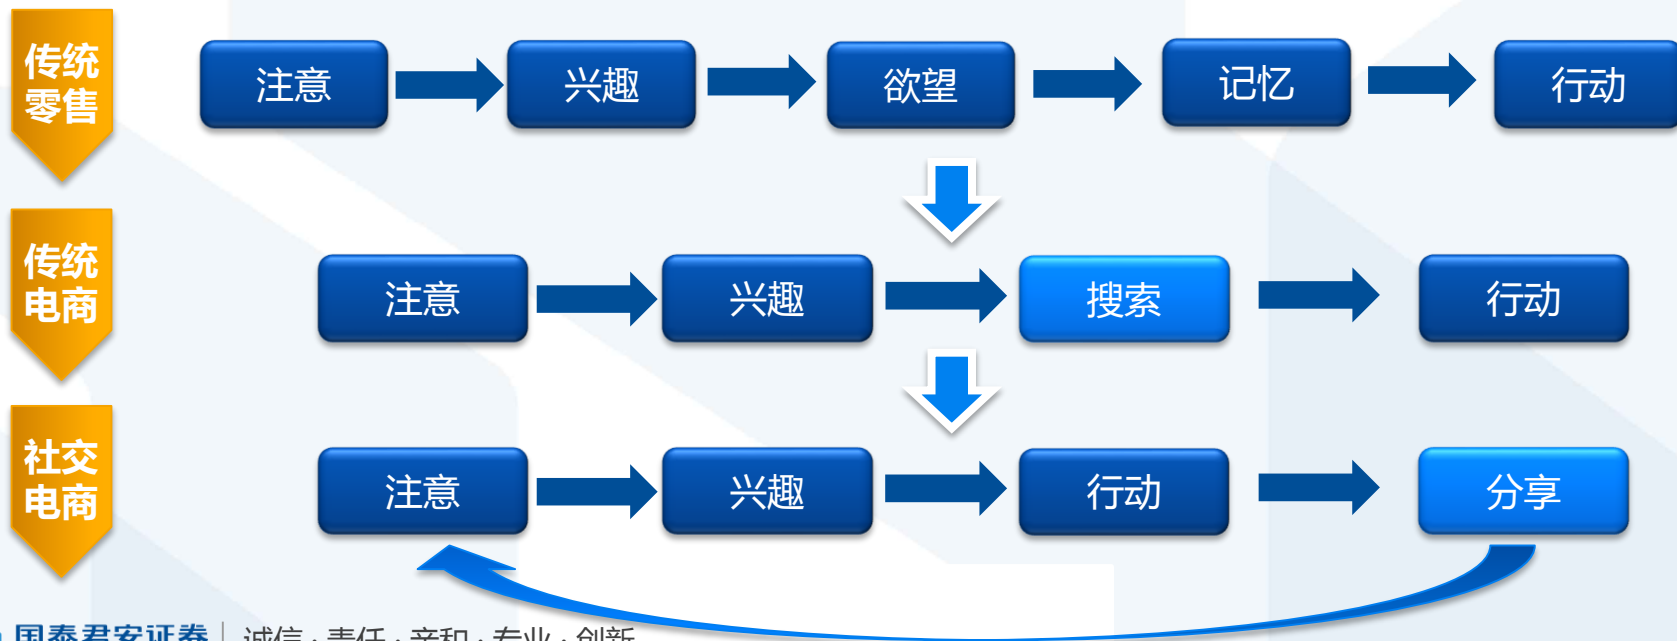 传统
零售
注意
兴趣
欲望
记忆
行动
传统
电商
注意
兴趣
搜索
行动
社交
电商
注意
兴趣
行动
分享
国泰君安证券
诚信·责任·亲和·专业·创新